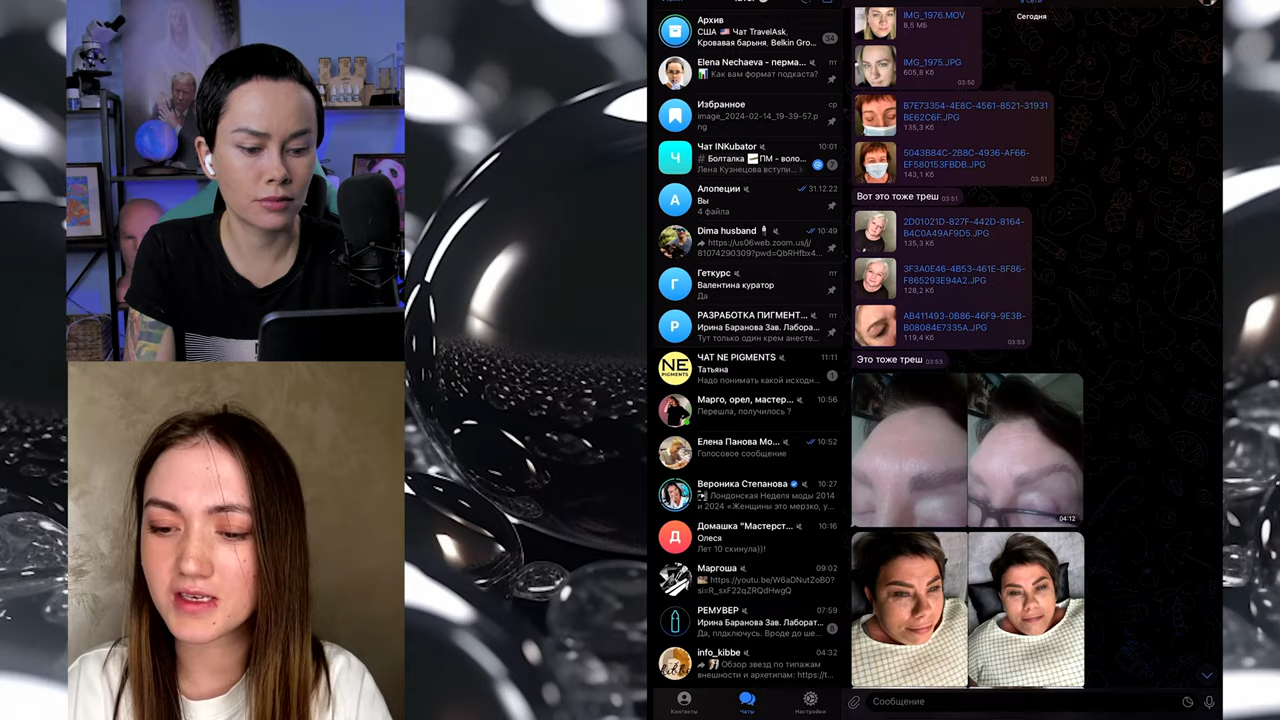 Архив
США 🇺🇸 Чат TravelAsk,
Кровавая барыня, Belkin Gro...
34
Elena Nechaeva - перма...
пт
📊 Как вам формат подкаста?
Избранное
ср
image_2024-02-14_19-39-57.p
ng
Чат INKubator
10:01
# Болталка ПМ - воло...
Лена Кузнецова вступи...
@ 7
Ч
Алопеции
31.12.22
Вы
4 файла
А
Dima husband
10:49
https://us06web.zoom.us/j/
81074290309?pwd=QbRHfbx4...
Геткурс
пт
Валентина куратор
Да
Г
РАЗРАБОТКА ПИГМЕНТ...
пт
Ирина Баранова Зав. Лабора...
Тут только один крем анесте...
Р
ЧАТ NE PIGMENTS
11:11
Татьяна
Надо понимать какой исходн...
1
NE
PIGMENTS
Марго, орел, мастер...
10:56
Перешла, получилось ?
Елена Панова Мо...
10:52
Голосовое сообщение
Вероника Степанова
10:27
Лондонская Неделя моды 2014
и 2024 «Женщины это мерзко, у...
Домашка "Мастерст...
10:16
Олеся
Лет 10 скинула))!
Д
Маргоша
09:02
https://youtu.be/W6aDNutZoB0?
si=R_sxF22qZRQdHwgQ
РЕМУВЕР
07:59
Ирина Баранова Зав. Лаборат...
Да, плдключусь. Вроде до ше...
8
info_kibbe
04:32
Обзор звезд по типажам
внешности и архетипам: https://t...
Контакты
Чаты
Настройки
Сегодня
IMG_1976.MOV
8,5 МБ
IMG_1975.JPG
605,8 Кб
03:50
B7E73354-4E8C-4561-8521-31931
BE62C6F.JPG
135,3 Кб
5043B84C-2B8C-4936-AF66-
EF580153FBDB.JPG
143,1 Кб
03:51
Вот это тоже треш 03:51
2D01021D-827F-442D-8164-
B4C0A49AF9D5.JPG
135,3 Кб
3F3A0E46-4B53-461E-8F86-
F865293E94A2.JPG
128,2 Кб
AB411493-0B86-46F9-9E3B-
B08084E7335A.JPG
119,4 Кб
03:53
Это тоже треш 03:53
04:12
Сообщение